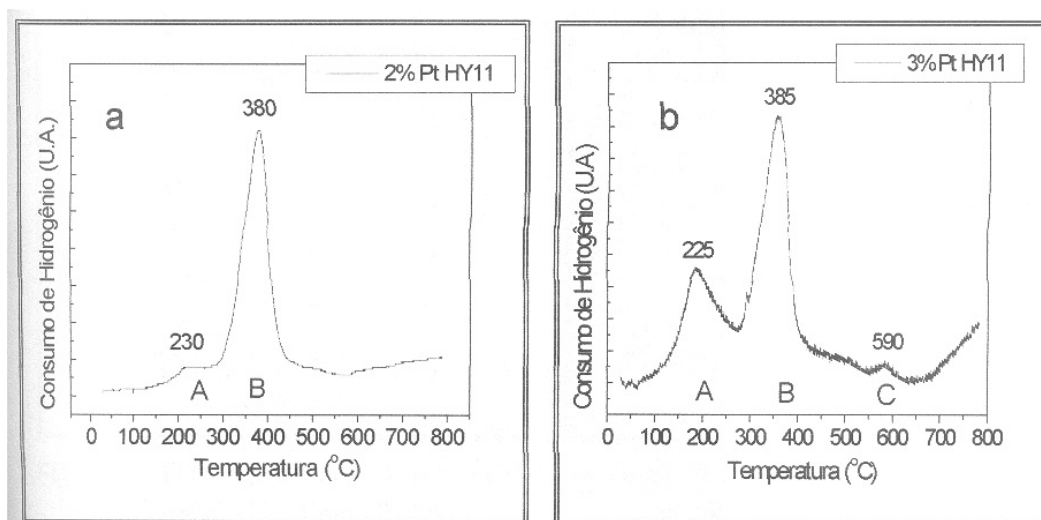 2% Pt HY11
a
380
230
A B
Consumo de Hidrogênio (U.A.)
0 100 200 300 400 500 600 700 800
Temperatura (°C)
3% Pt HY11
b
385
225
590
A B C
Consumo de Hidrogênio (U.A.)
0 100 200 300 400 500 600 700 800
Temperatura (°C)